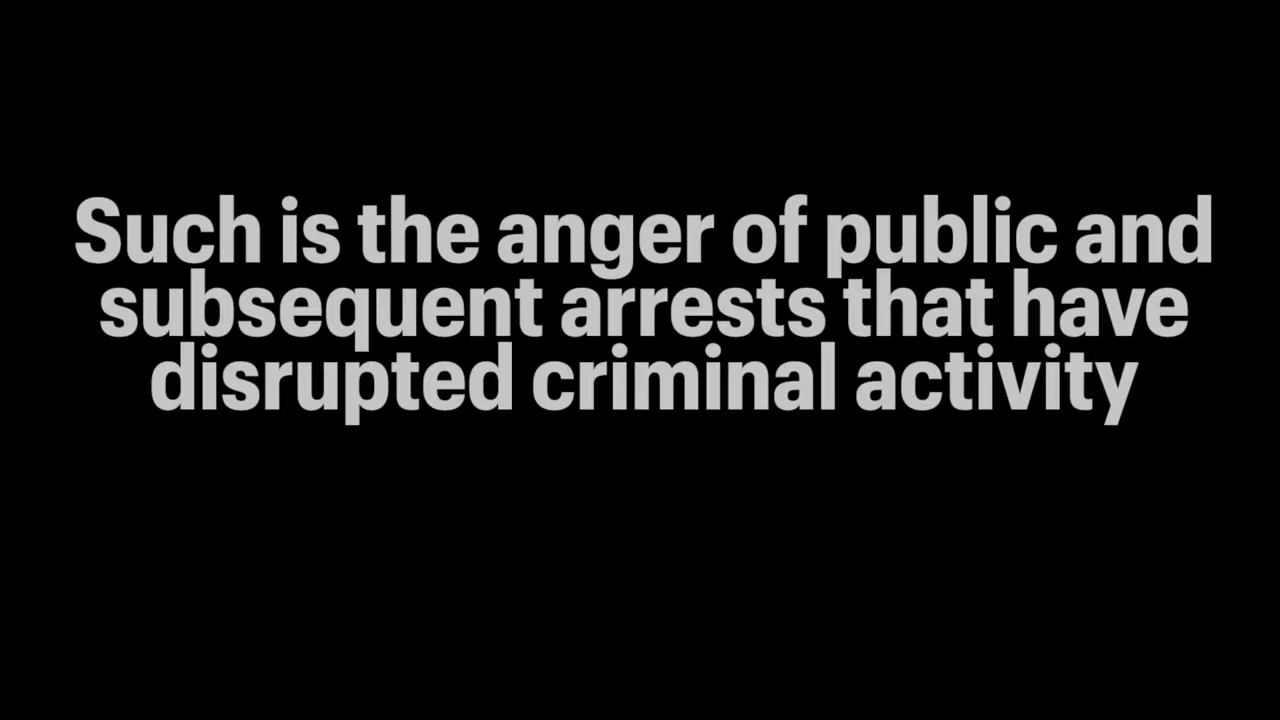 Such is the anger of public and
subsequent arrests that have
disrupted criminal activity